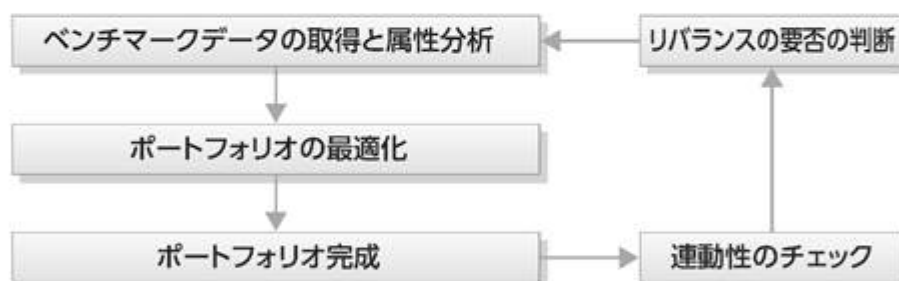 ベンチマークデータの取得と属性分析
リバランスの要否の判断
ポートフォリオの最適化
ポートフォリオ完成
連動性のチェック